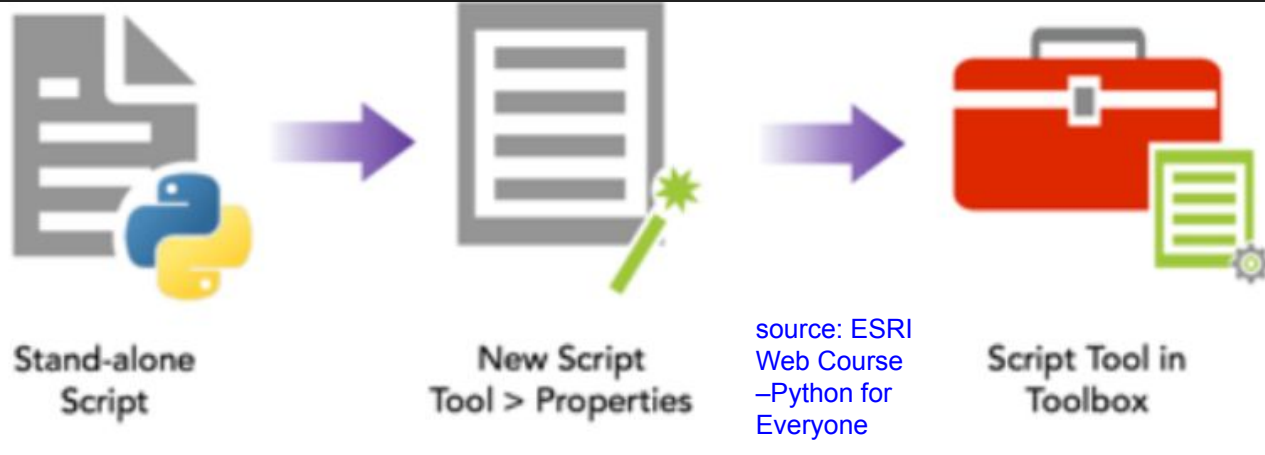 Stand-alone
Script
New Script
Tool > Properties
source: ESRI
Web Course
–Python for
Everyone
Script Tool in
Toolbox